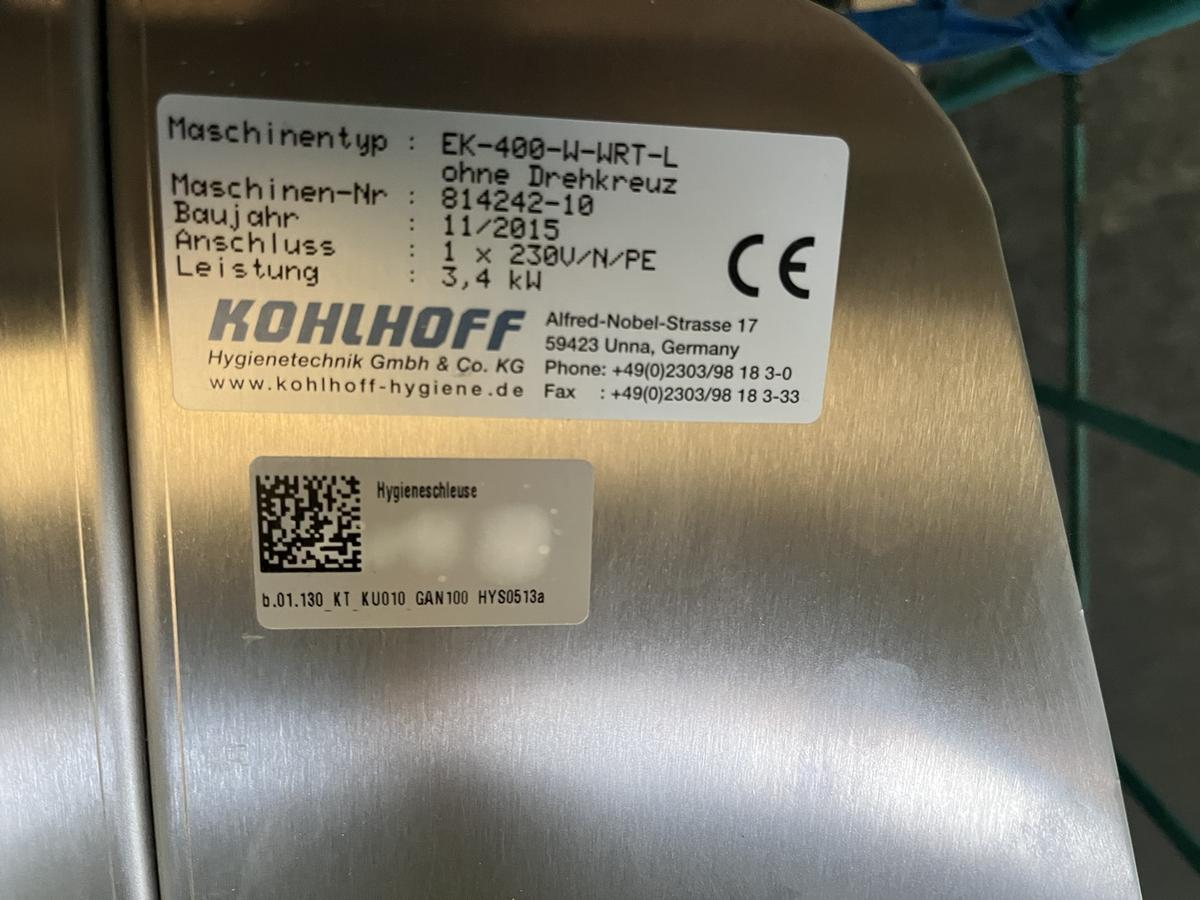 Maschinentyp : EK-400-W-WRT-L
ohne Drehkreuz
Maschinen-Nr : 814242-10
Baujahr : 11/2015
Anschluss : 1 x 230V/N/PE
Leistung : 3,4 kW
CE
KOHLHOFF
Hygienetechnik Gmbh & Co. KG
www.kohlhoff-hygiene.de
Alfred-Nobel-Strasse 17
59423 Unna, Germany
Phone: +49(0)2303/98 18 3-0
Fax : +49(0)2303/98 18 3-33
Hygieneschleuse
b.01.130_KT_KU010_GAN100 HYS0513a